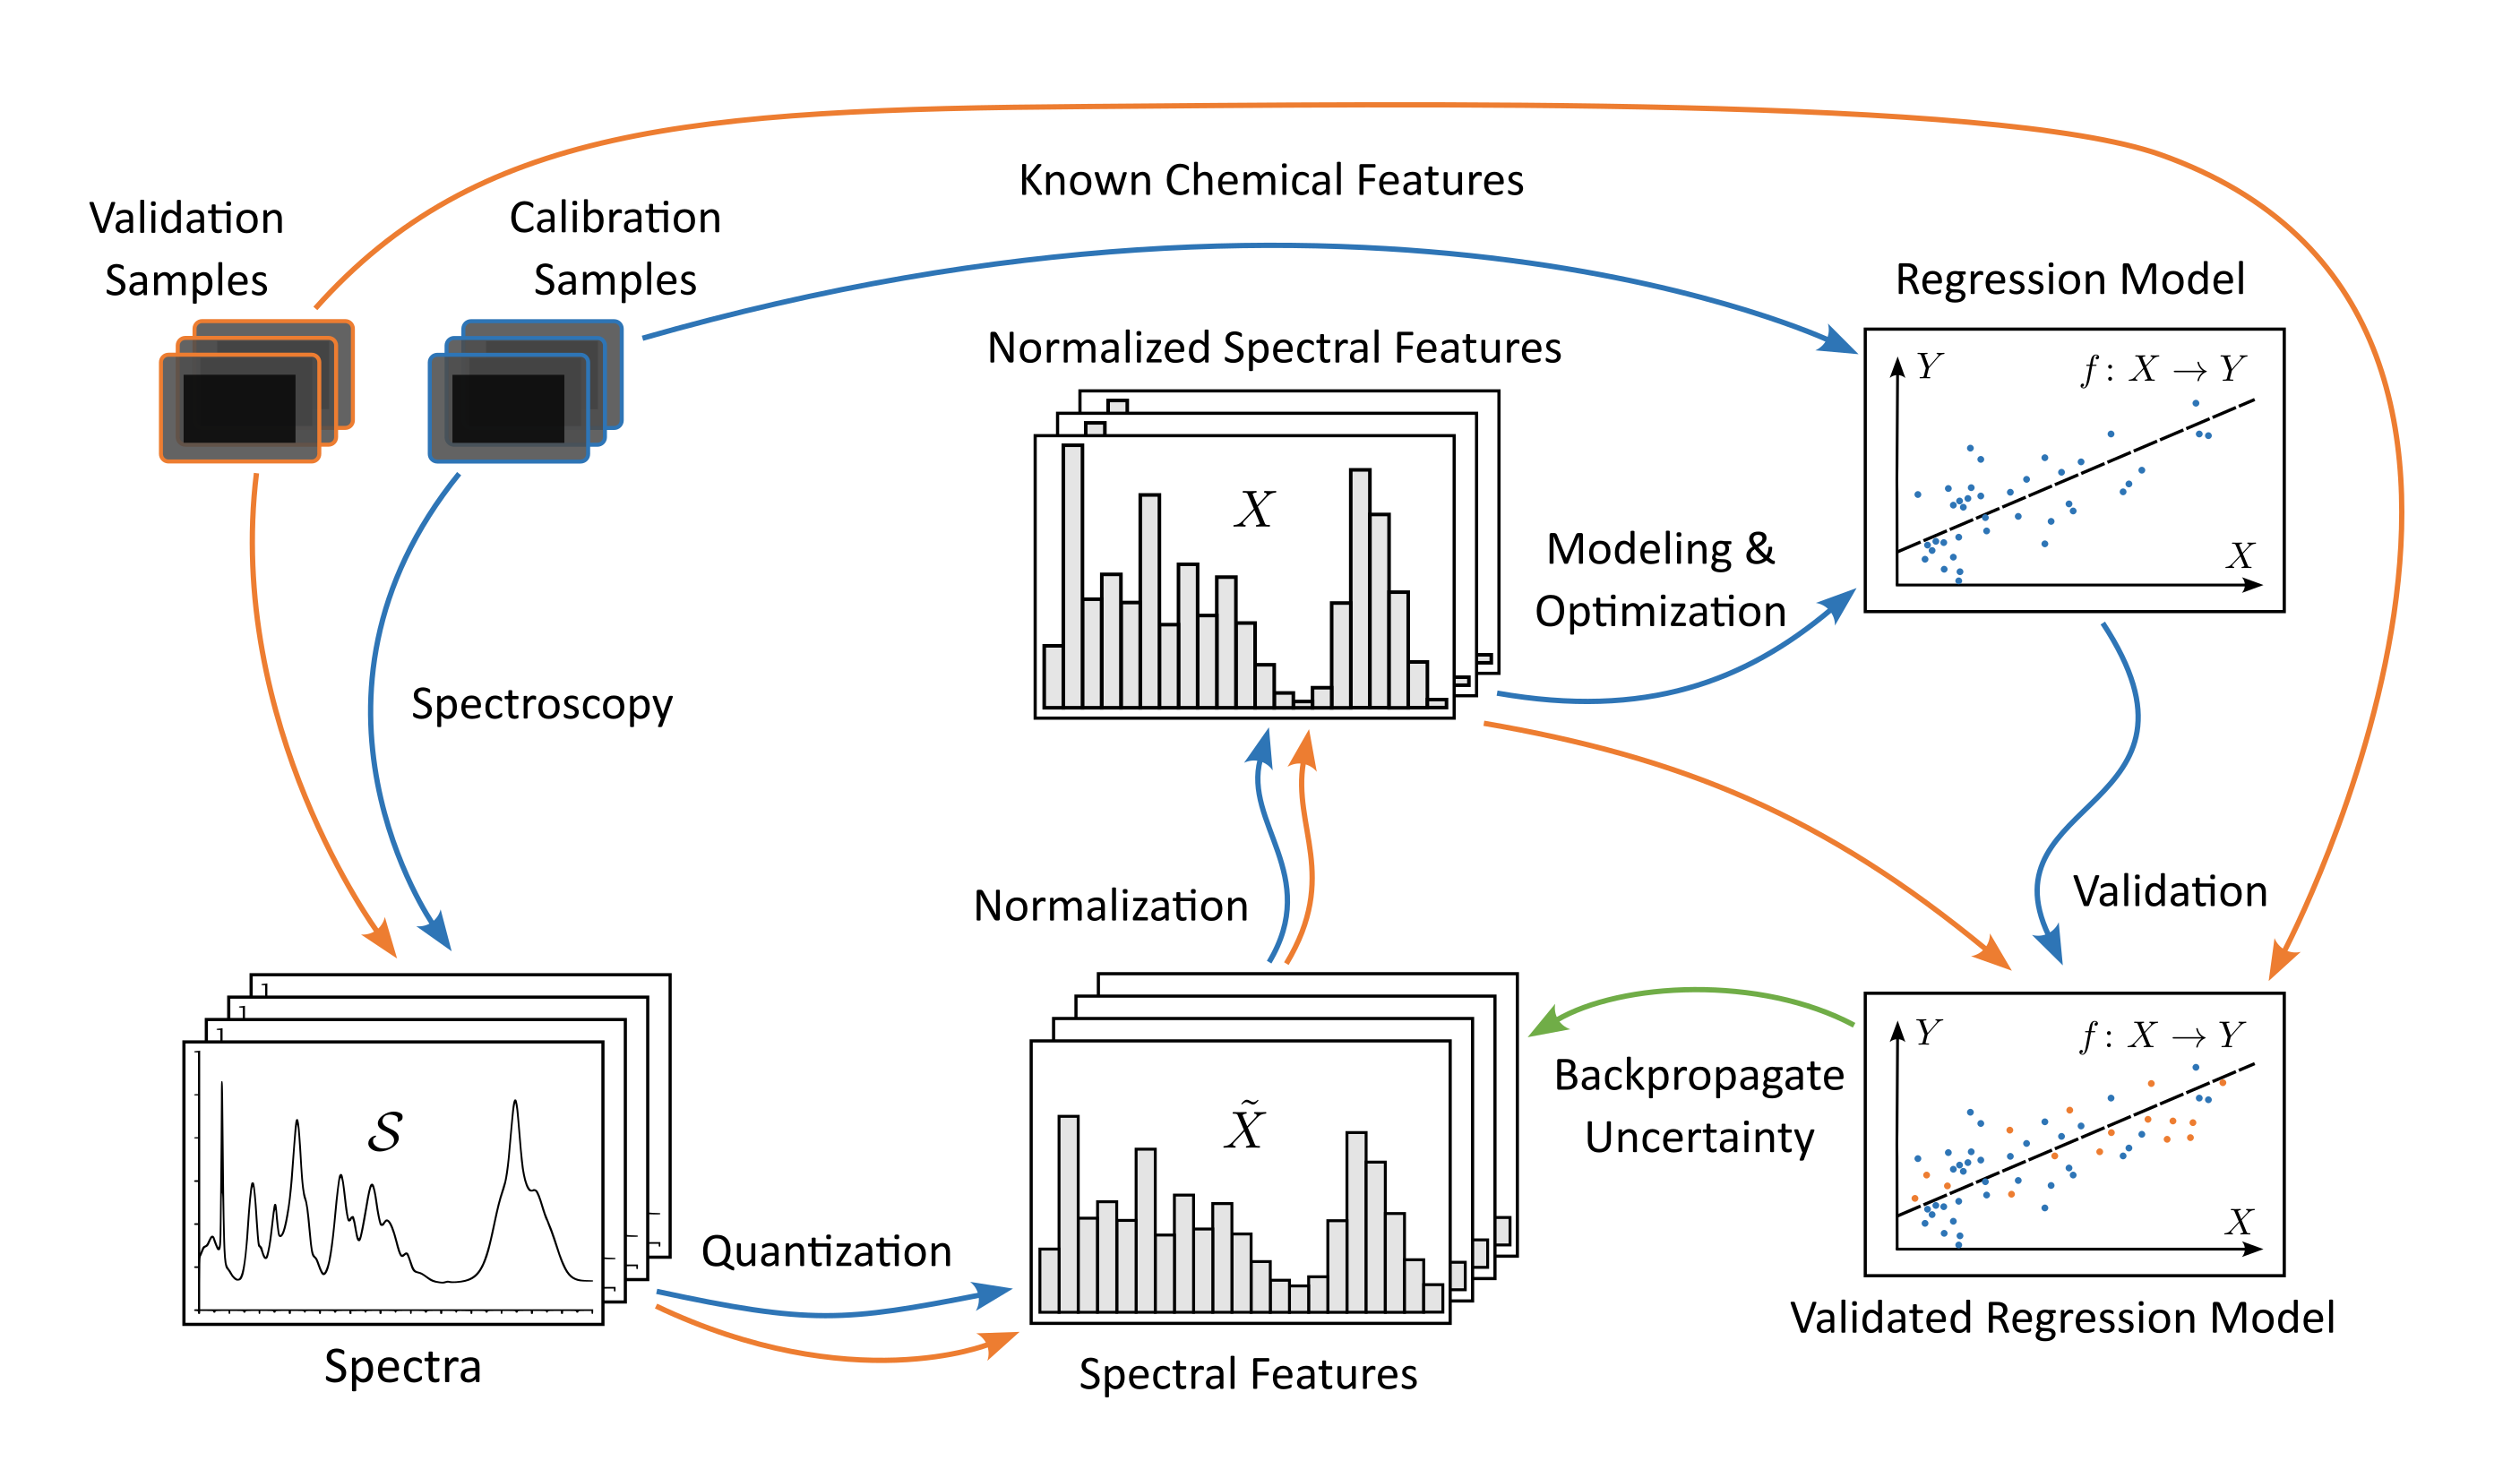 Known Chemical Features
Validation
Samples
Calibration
Samples
Regression Model
Normalized Spectral Features
Y
f : X → Y
X
X
Modeling &
Optimization
Spectroscopy
Normalization
Validation
Backpropagate
Uncertainty
Y
f : X → Y
X
Validated Regression Model
𝒮
X̃
Quantization
Spectra
Spectral Features